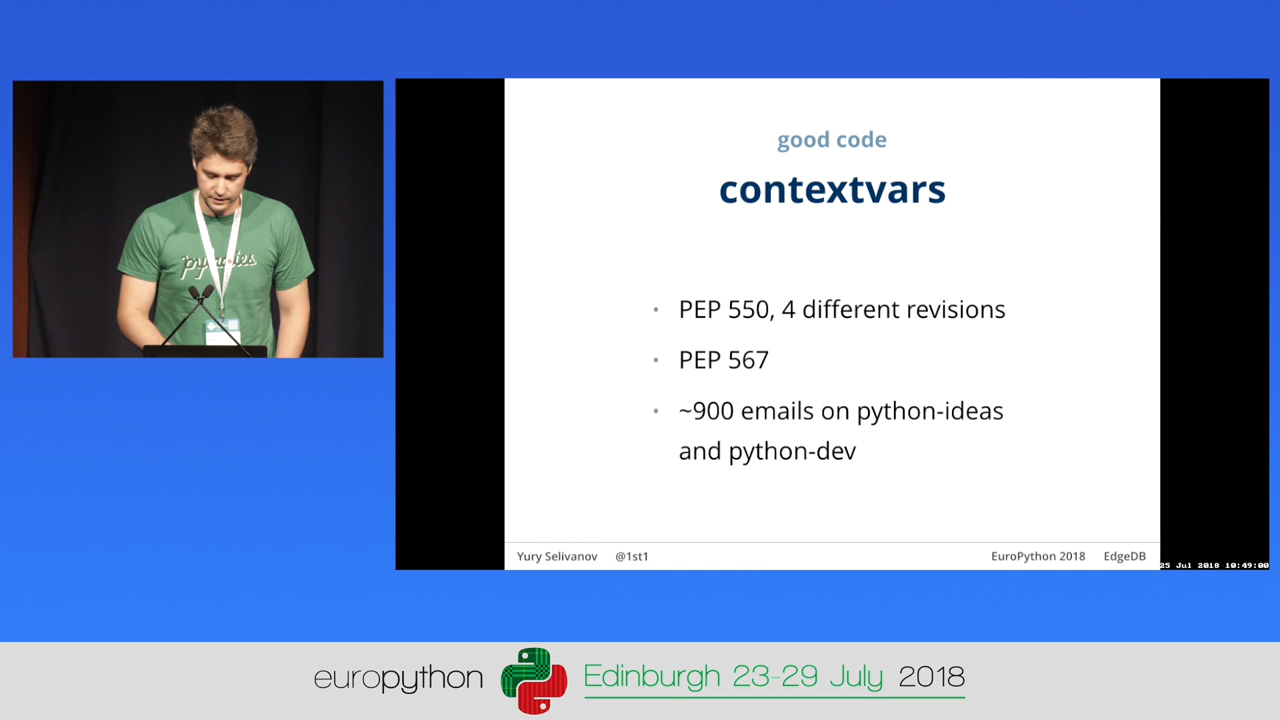 good code
contextvars
• PEP 550, 4 different revisions
• PEP 567
• ~900 emails on python-ideas
and python-dev
Yury Selivanov @1st1
EuroPython 2018 EdgeDB
25 Jul 2018 10:49:00
europython Edinburgh 23-29 July 2018